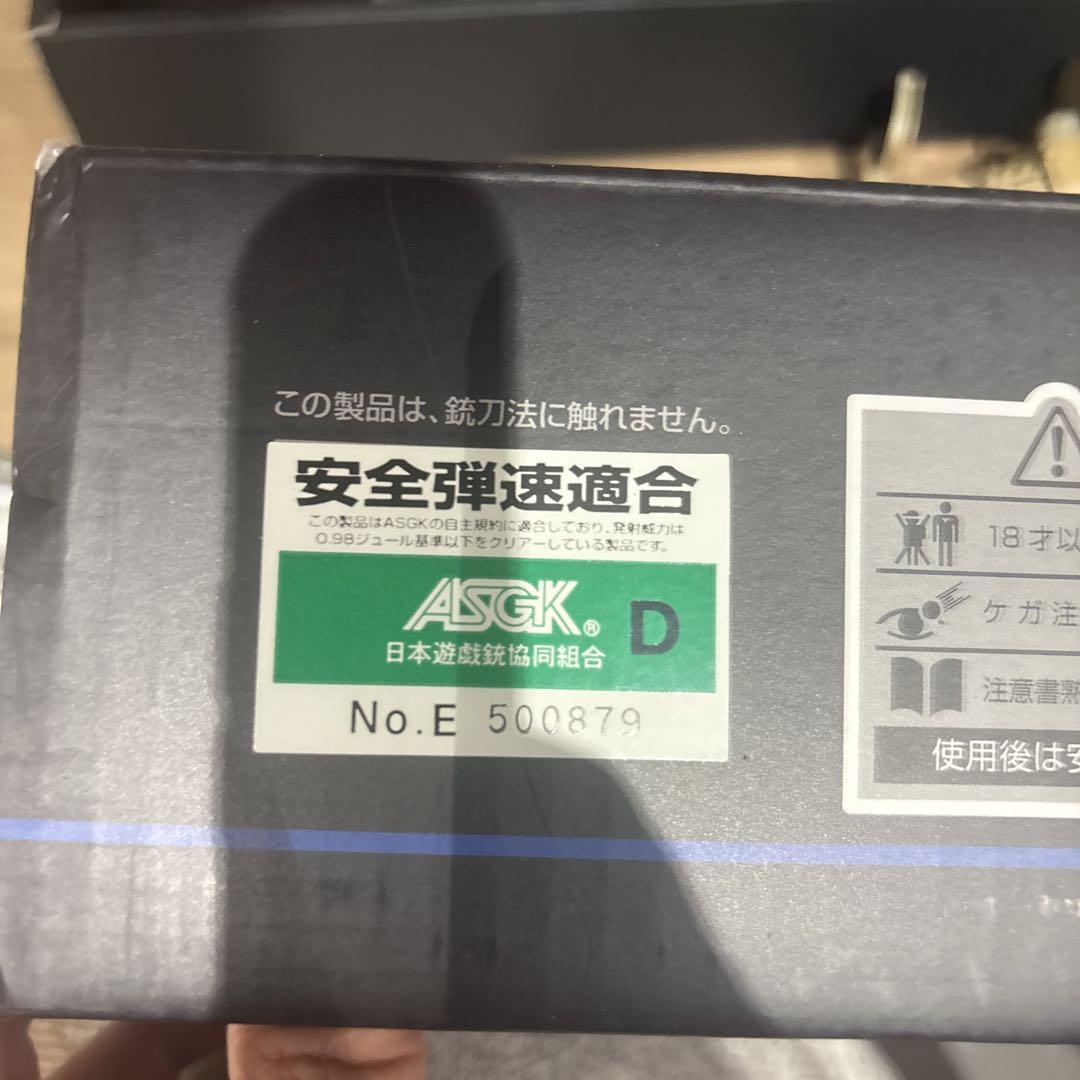 この製品は、銃刀法に触れません。
安全弾速適合
この製品はASGKの自主規約に適合しており、発射威力は
0.98ジュール基準以下をクリアーしている製品です。
ASGK® D
日本遊戯銃協同組合
No.E 500879
18才以
ケガ注
注意書熟
使用後は安